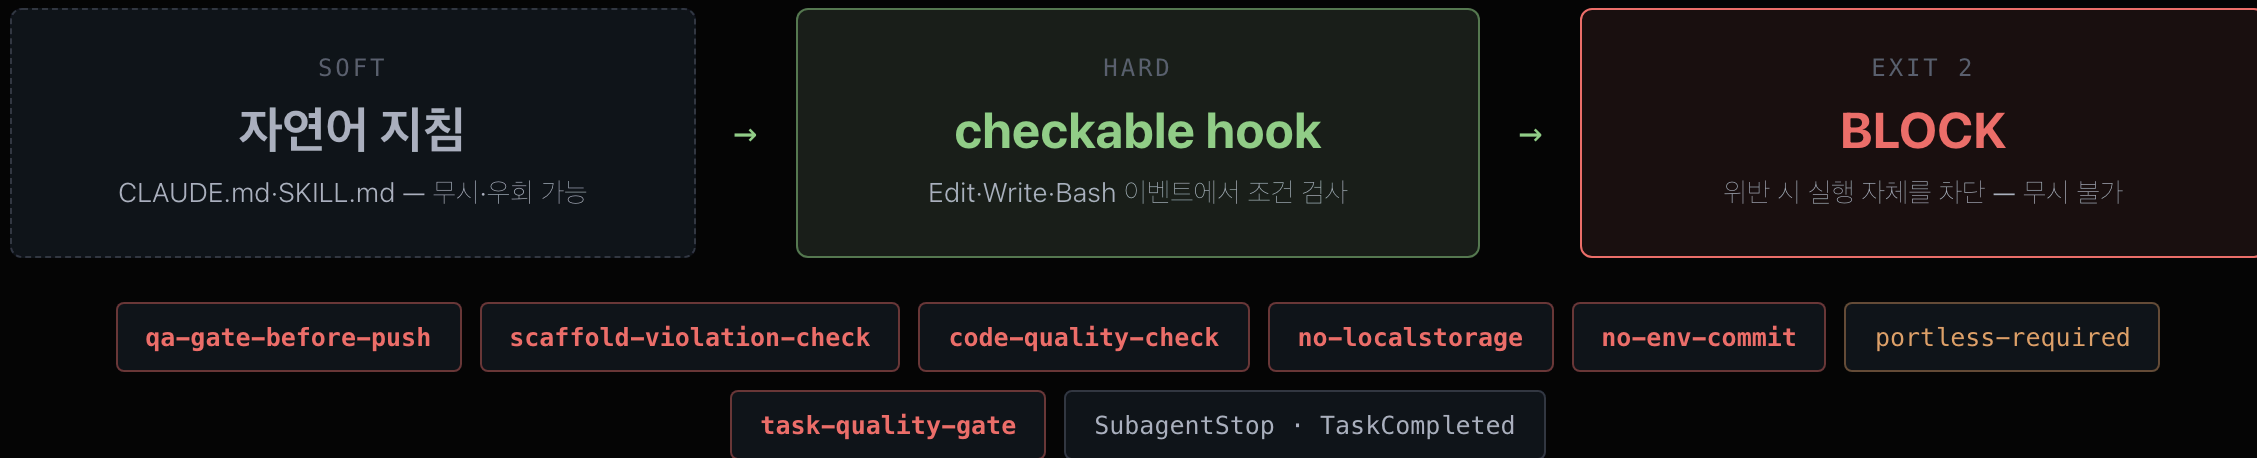 SOFT
자연어 지침
CLAUDE.md·SKILL.md — 무시·우회 가능
→
HARD
checkable hook
Edit·Write·Bash 이벤트에서 조건 검사
→
EXIT 2
BLOCK
위반 시 실행 자체를 차단 — 무시 불가
qa-gate-before-push
scaffold-violation-check
code-quality-check
no-localstorage
no-env-commit
portless-required
task-quality-gate
SubagentStop · TaskCompleted